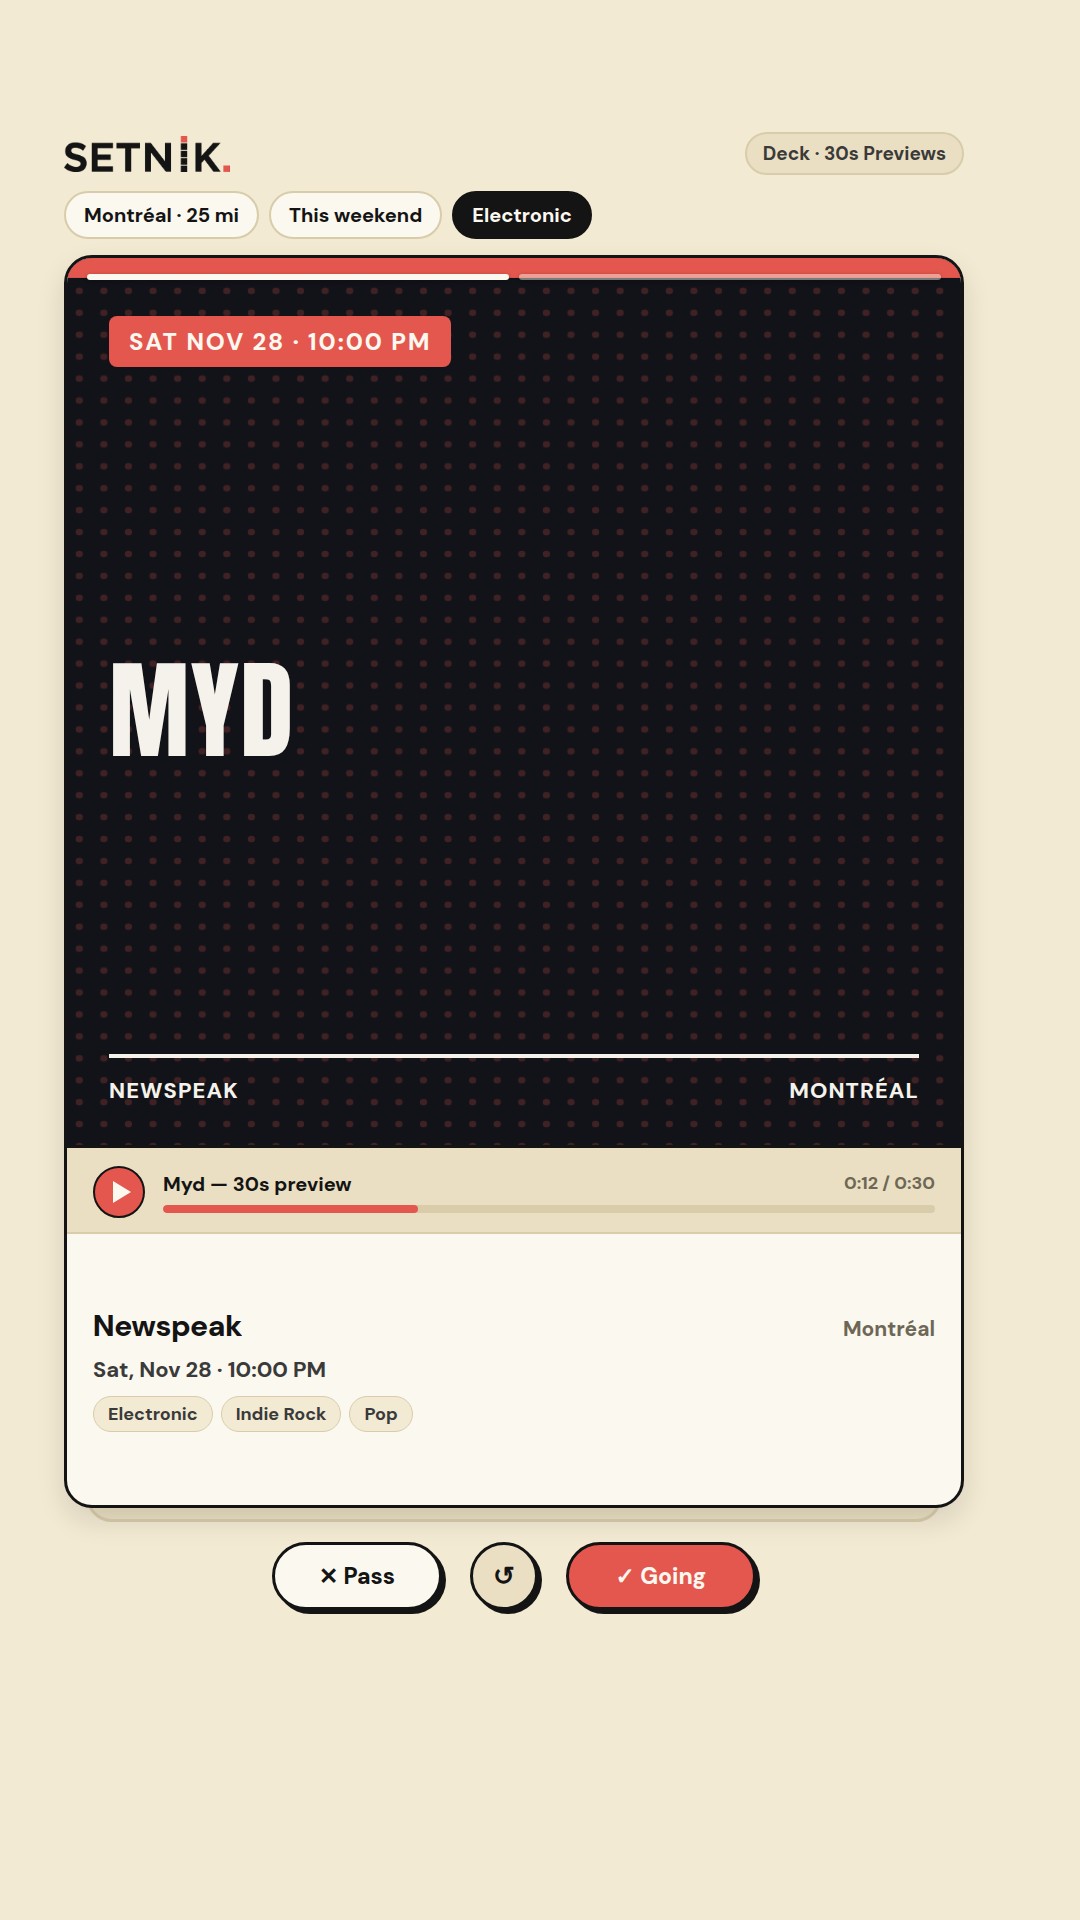 SETNIK.
Deck · 30s Previews
Montréal · 25 mi
This weekend
Electronic
SAT NOV 28 · 10:00 PM
MYD
NEWSPEAK
MONTRÉAL
Myd — 30s preview
0:12 / 0:30
Newspeak
Montréal
Sat, Nov 28 · 10:00 PM
Electronic
Indie Rock
Pop
✕ Pass
↺
✓ Going